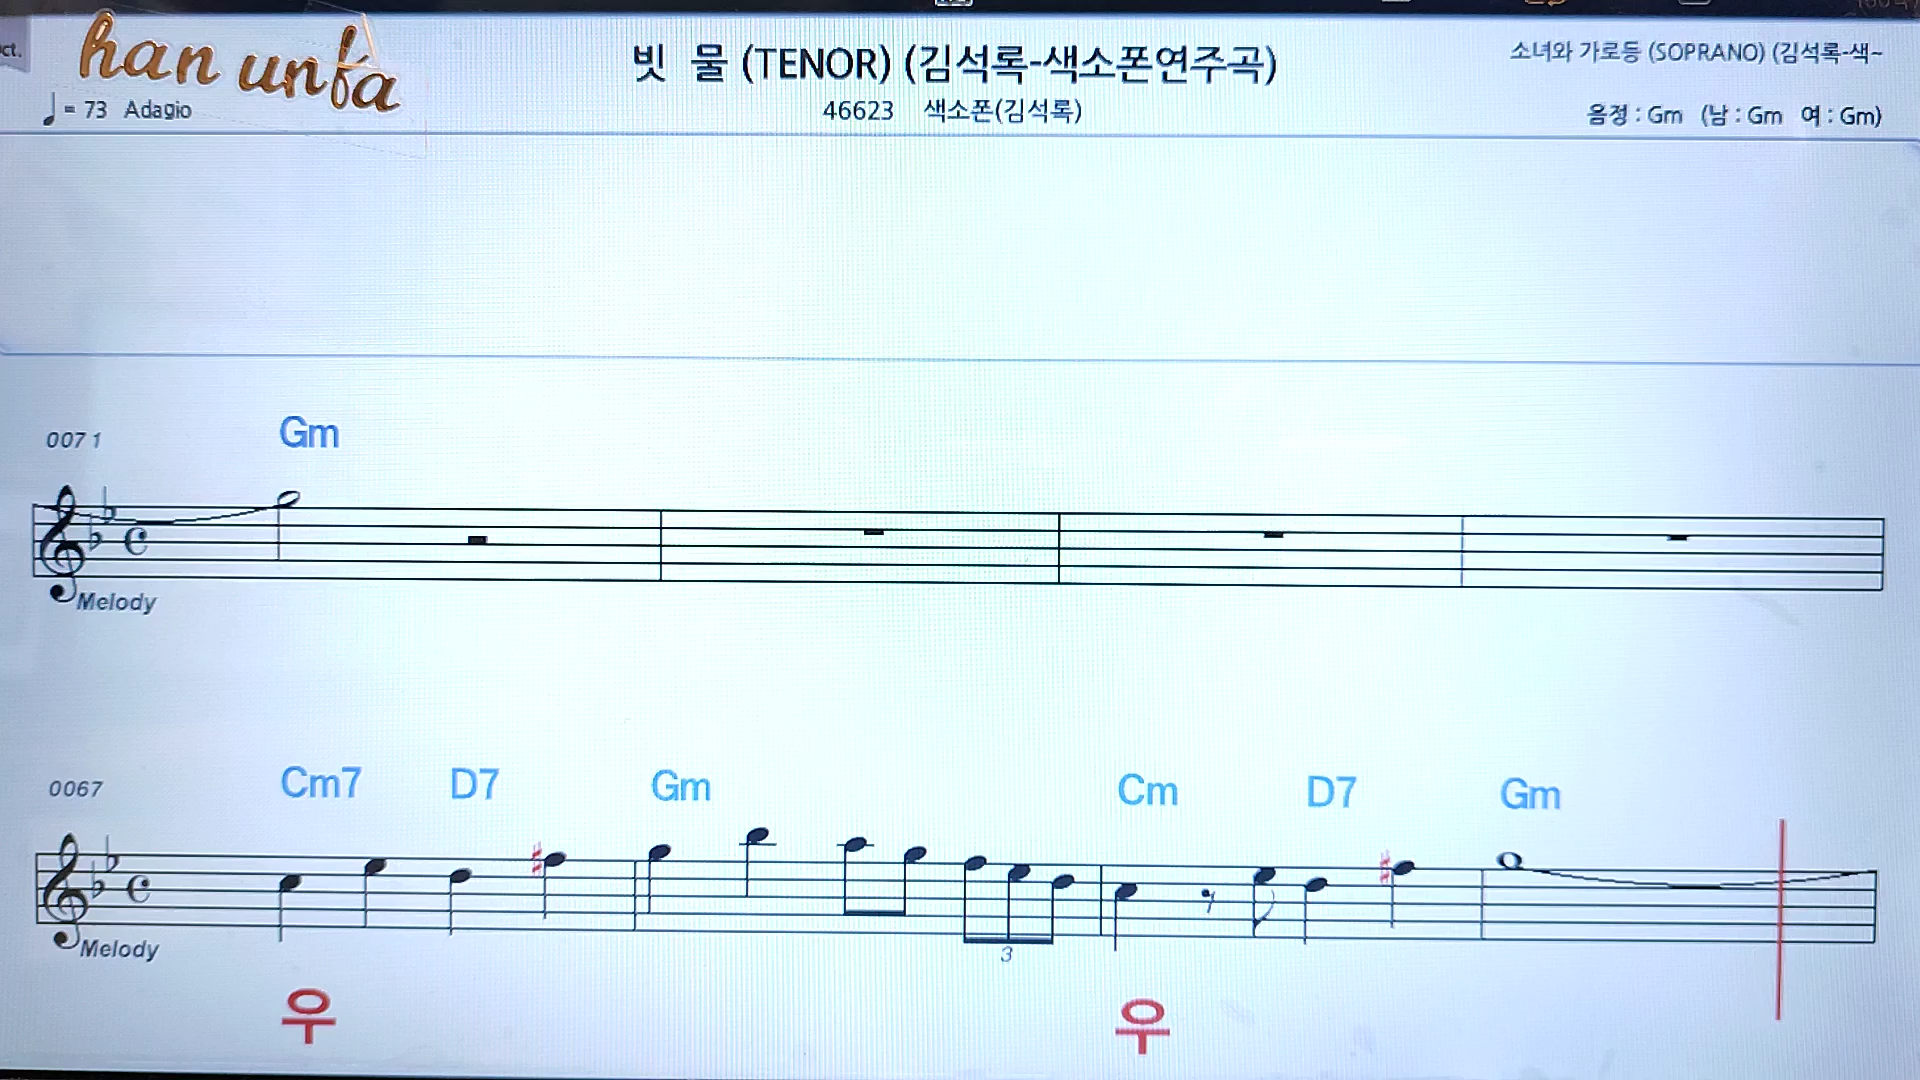 ct.
han unfa
빗 물 (TENOR) (김석록-색소폰연주곡)
소녀와 가로등 (SOPRANO) (김석록-색~
♩= 73 Adagio
46623 색소폰(김석록)
음정 : Gm (남 : Gm 여 : Gm)
0071 Gm
Melody
0067 Cm7 D7 Gm Cm D7 Gm
Melody
3
우 우